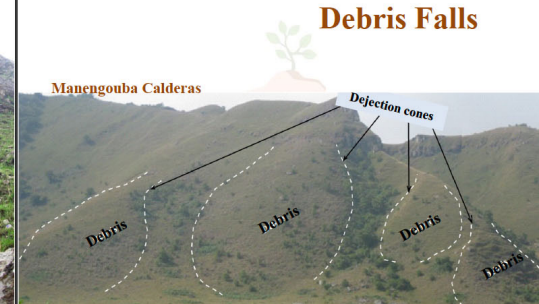 Debris Falls
Manengouba Calderas
Dejection cones
Debris
Debris
Debris
Debris